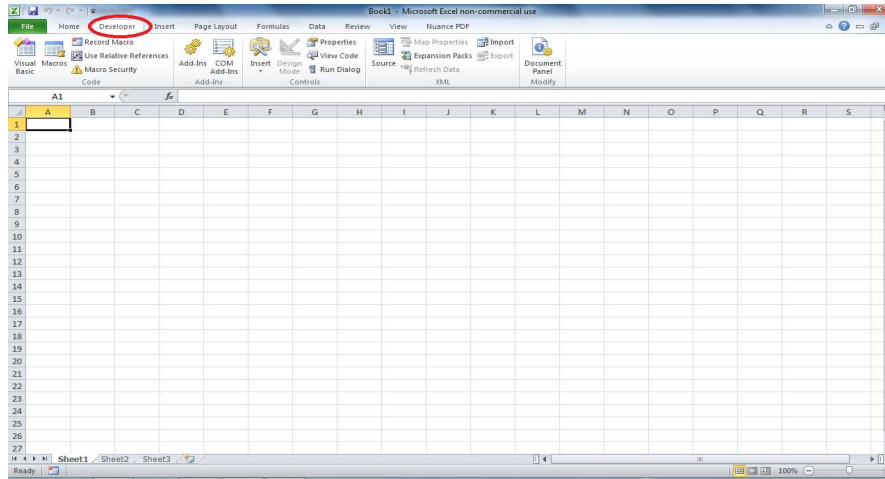 Book1 - Microsoft Excel non-commercial use
File Home Developer Insert Page Layout Formulas Data Review View Nuance PDF
Visual Basic
Macros
Record Macro
Use Relative References
Macro Security
Code
Add-Ins
COM Add-Ins
Add-Ins
Insert
Design Mode
Properties
View Code
Run Dialog
Controls
Source
Map Properties
Expansion Packs
Refresh Data
Import
Export
XML
Document Panel
Modify
A1 fx
A B C D E F G H I J K L M N O P Q R S
1
2
3
4
5
6
7
8
9
10
11
12
13
14
15
16
17
18
19
20
21
22
23
24
25
26
27
Sheet1 Sheet2 Sheet3
Ready 100%